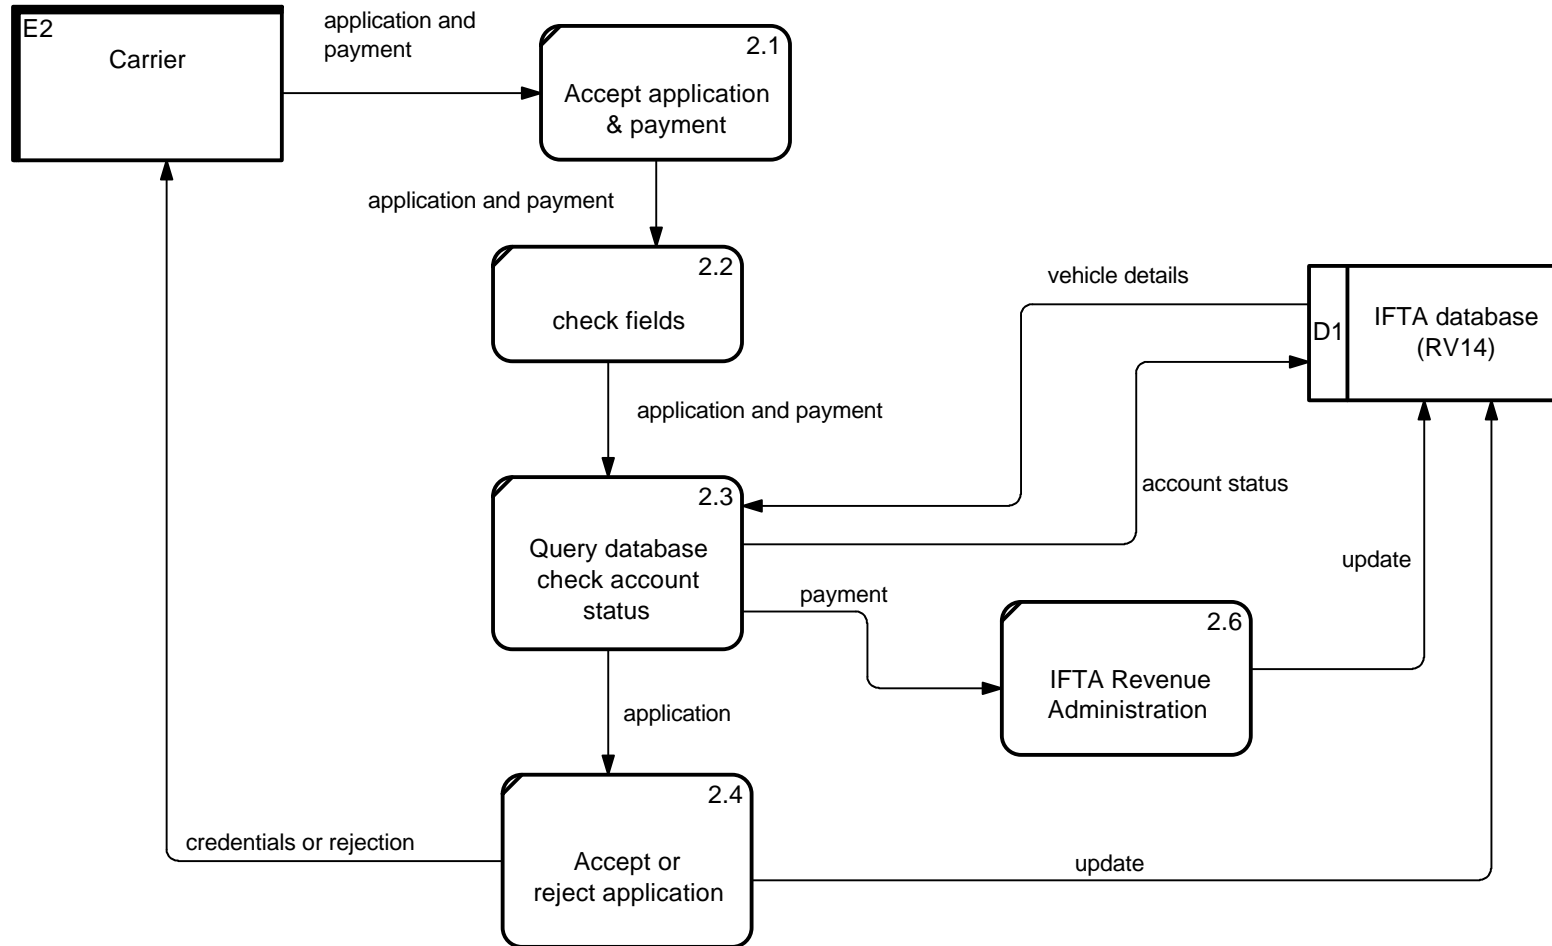 E2
Carrier
application and
payment
2.1
Accept application
& payment
application and payment
2.2
check fields
vehicle details
D1
IFTA database
(RV14)
application and payment
2.3
Query database
check account
status
account status
update
payment
2.6
IFTA Revenue
Administration
application
2.4
Accept or
reject application
credentials or rejection
update